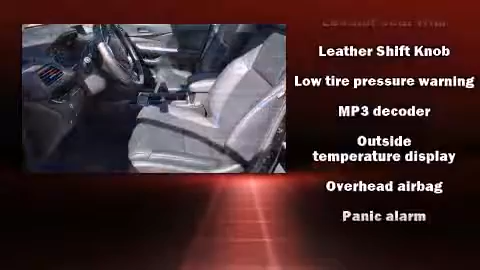 Leather Shift Knob
Low tire pressure warning
MP3 decoder
Outside
temperature display
Overhead airbag
Panic alarm